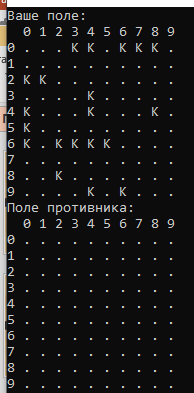 Ваше поле:
0 1 2 3 4 5 6 7 8 9
0 . . . К К . К К К .
1 . . . . . . . . . .
2 К К . . . . . . . .
3 . . . . К . . . . .
4 К . . . К . . . К .
5 К . . . . . . . . .
6 К . К К К К . . . .
7 . . . . . . . . . .
8 . . К . . . . . . .
9 . . . . К . К . . .
Поле противника:
0 1 2 3 4 5 6 7 8 9
0 . . . . . . . . . .
1 . . . . . . . . . .
2 . . . . . . . . . .
3 . . . . . . . . . .
4 . . . . . . . . . .
5 . . . . . . . . . .
6 . . . . . . . . . .
7 . . . . . . . . . .
8 . . . . . . . . . .
9 . . . . . . . . . .